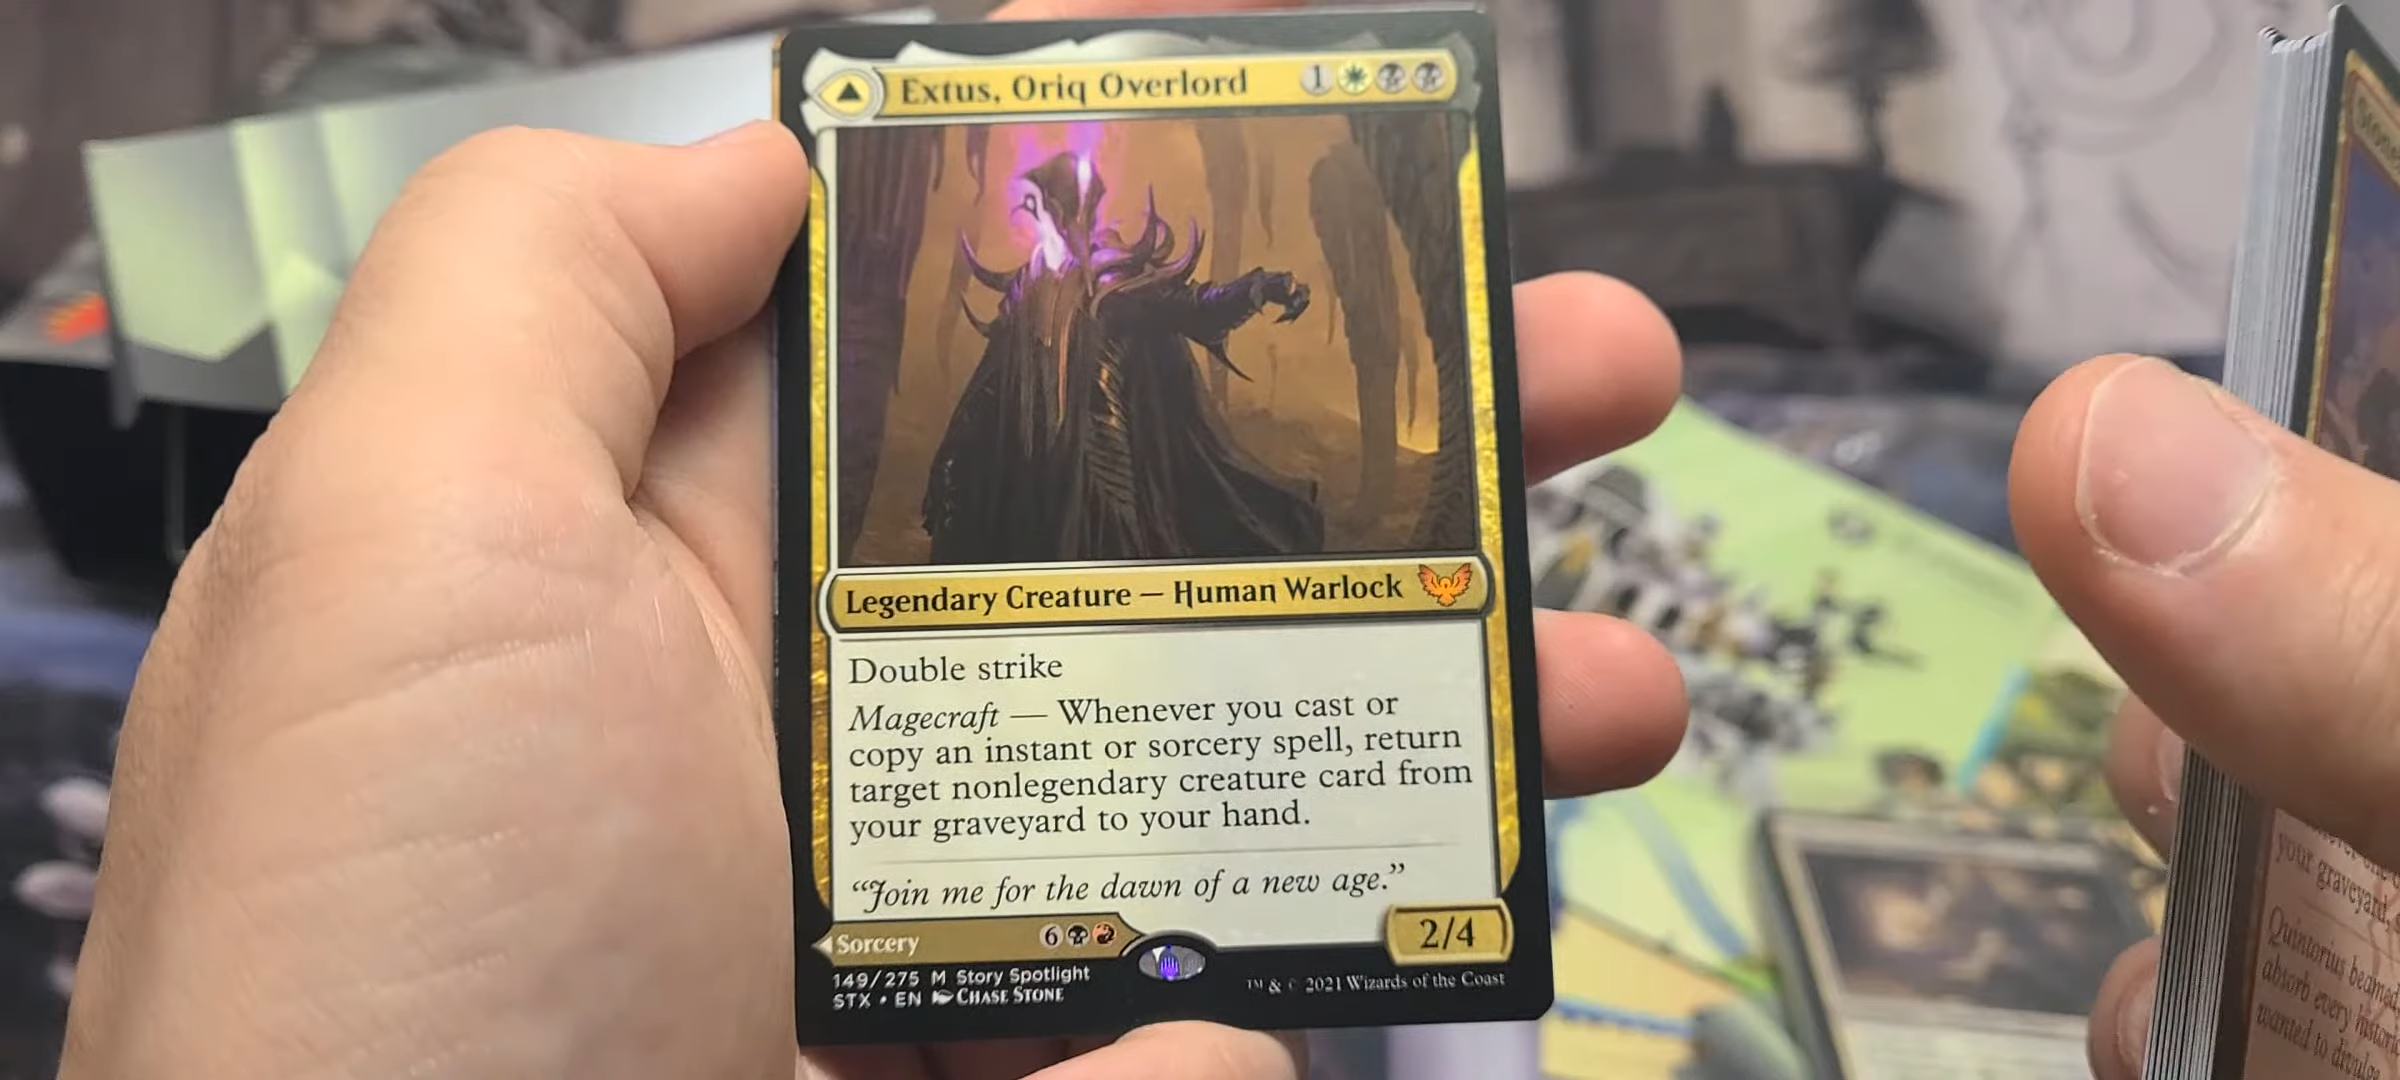 Extus, Oriq Overlord 1
Legendary Creature — Human Warlock
Double strike
Magecraft — Whenever you cast or
copy an instant or sorcery spell, return
target nonlegendary creature card from
your graveyard to your hand.
“Join me for the dawn of a new age.”
Sorcery 6
2/4
149/275 M Story Spotlight
STX • EN CHASE STONE
™ & © 2021 Wizards of the Coast
your graveyard,
Quintorius beamed
absorb every
wanted to divulge